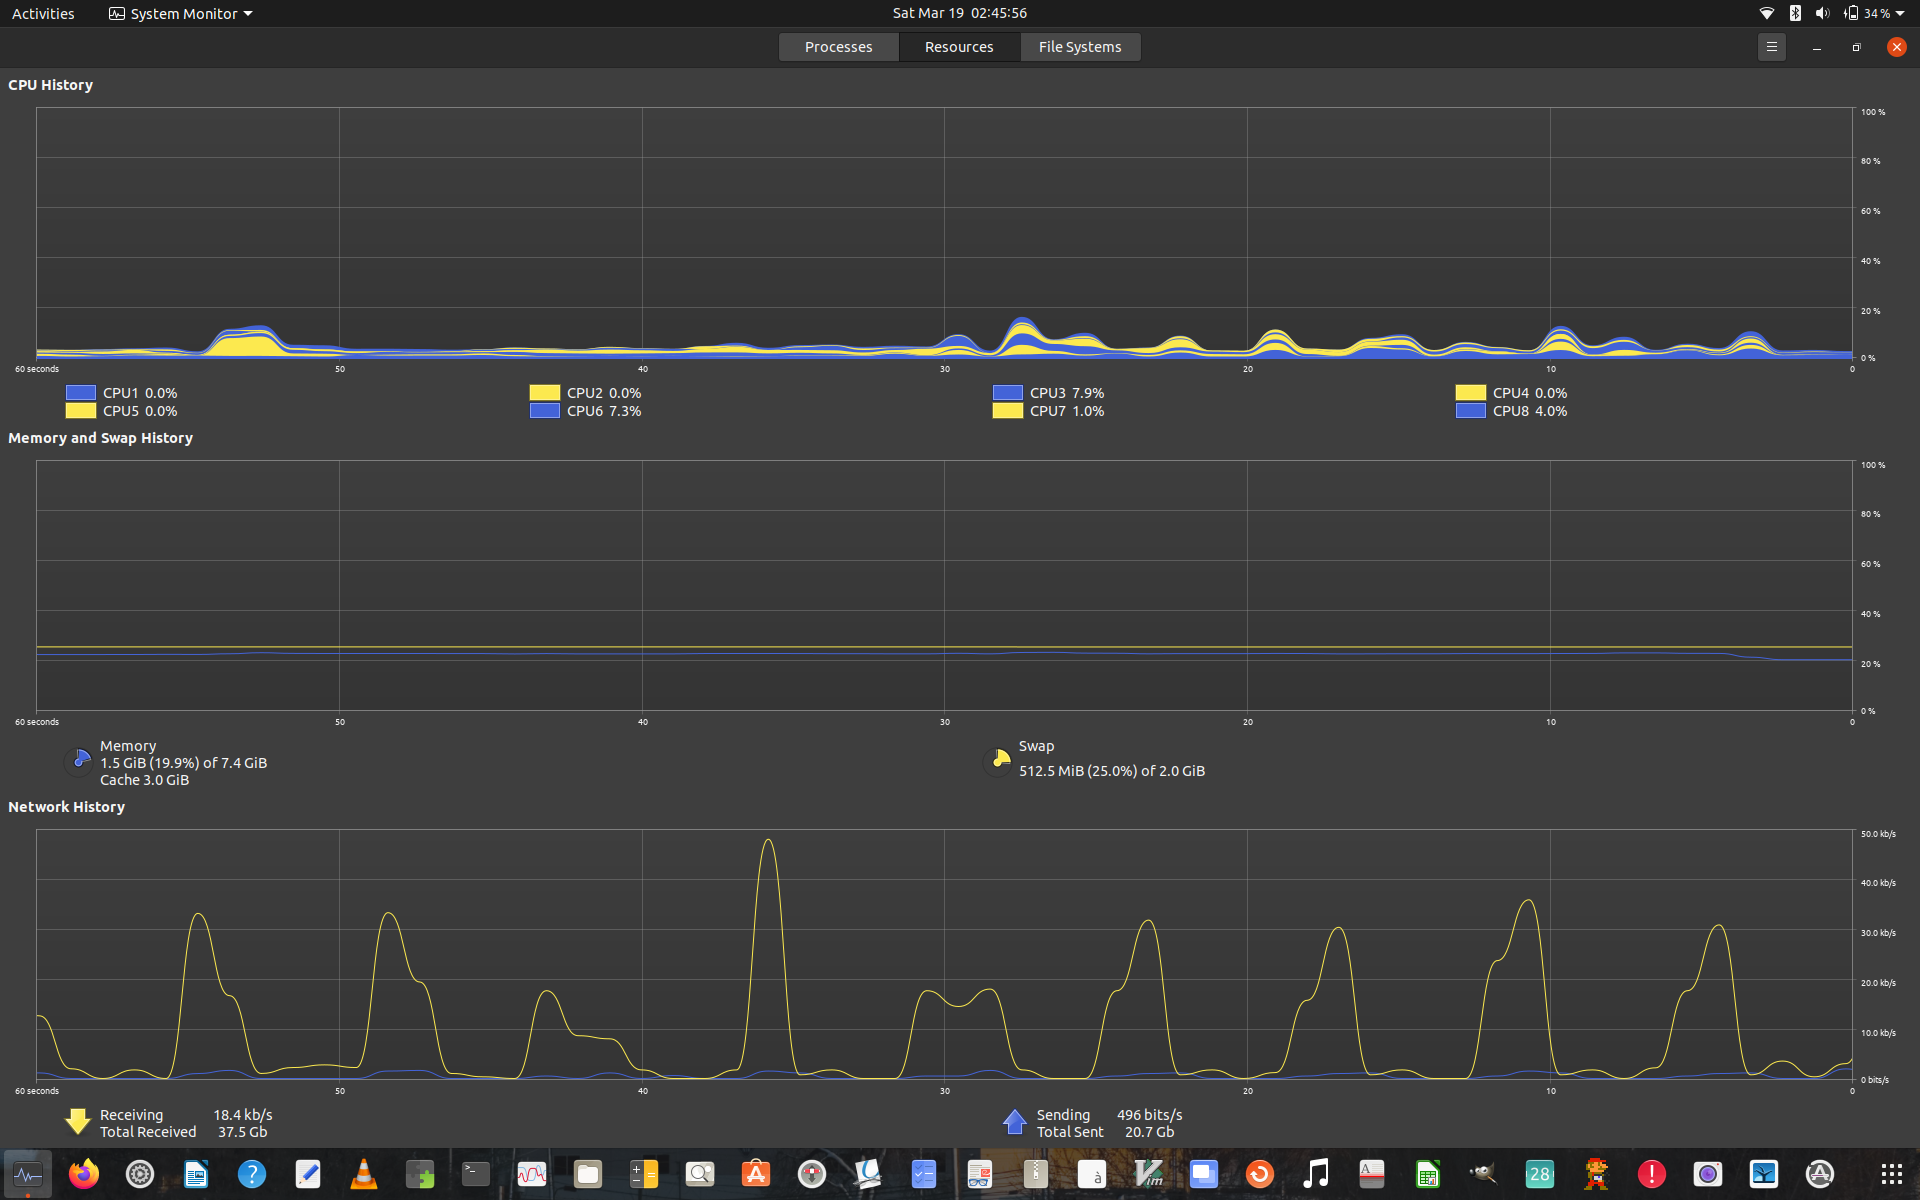 Activities
System Monitor
Sat Mar 19 02:45:56
34 %
Processes
Resources
File Systems
CPU History
100 %
80 %
60 %
40 %
20 %
0 %
60 seconds
50
40
30
20
10
0
CPU1 0.0%
CPU2 0.0%
CPU3 7.9%
CPU4 0.0%
CPU5 0.0%
CPU6 7.3%
CPU7 1.0%
CPU8 4.0%
Memory and Swap History
100 %
80 %
60 %
40 %
20 %
0 %
60 seconds
50
40
30
20
10
0
Memory
1.5 GiB (19.9%) of 7.4 GiB
Cache 3.0 GiB
Swap
512.5 MiB (25.0%) of 2.0 GiB
Network History
50.0 kb/s
40.0 kb/s
30.0 kb/s
20.0 kb/s
10.0 kb/s
0 bits/s
60 seconds
50
40
30
20
10
0
Receiving 18.4 kb/s
Total Received 37.5 Gb
Sending 496 bits/s
Total Sent 20.7 Gb
?
>_
à
Vim
A
28
!